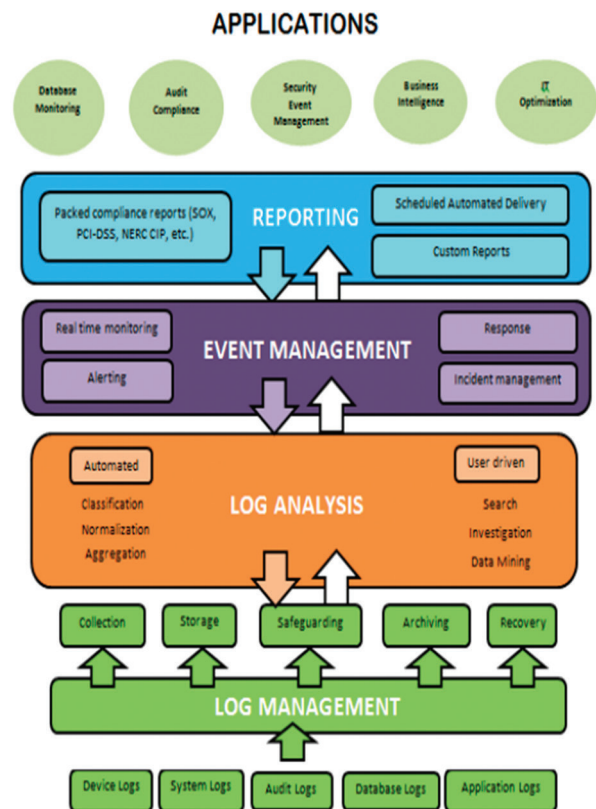 APPLICATIONS
Database
Monitoring
Audit
Compliance
Security
Event
Management
Business
Intelligence
IT
Optimization
Packed compliance reports (SOX,
PCI-DSS, NERC CIP, etc.)
REPORTING
Scheduled Automated Delivery
Custom Reports
Real time monitoring
Alerting
EVENT MANAGEMENT
Response
Incident management
Automated
Classification
Normalization
Aggregation
LOG ANALYSIS
User driven
Search
Investigation
Data Mining
Collection
Storage
Safeguarding
Archiving
Recovery
LOG MANAGEMENT
Device Logs
System Logs
Audit Logs
Database Logs
Application Logs